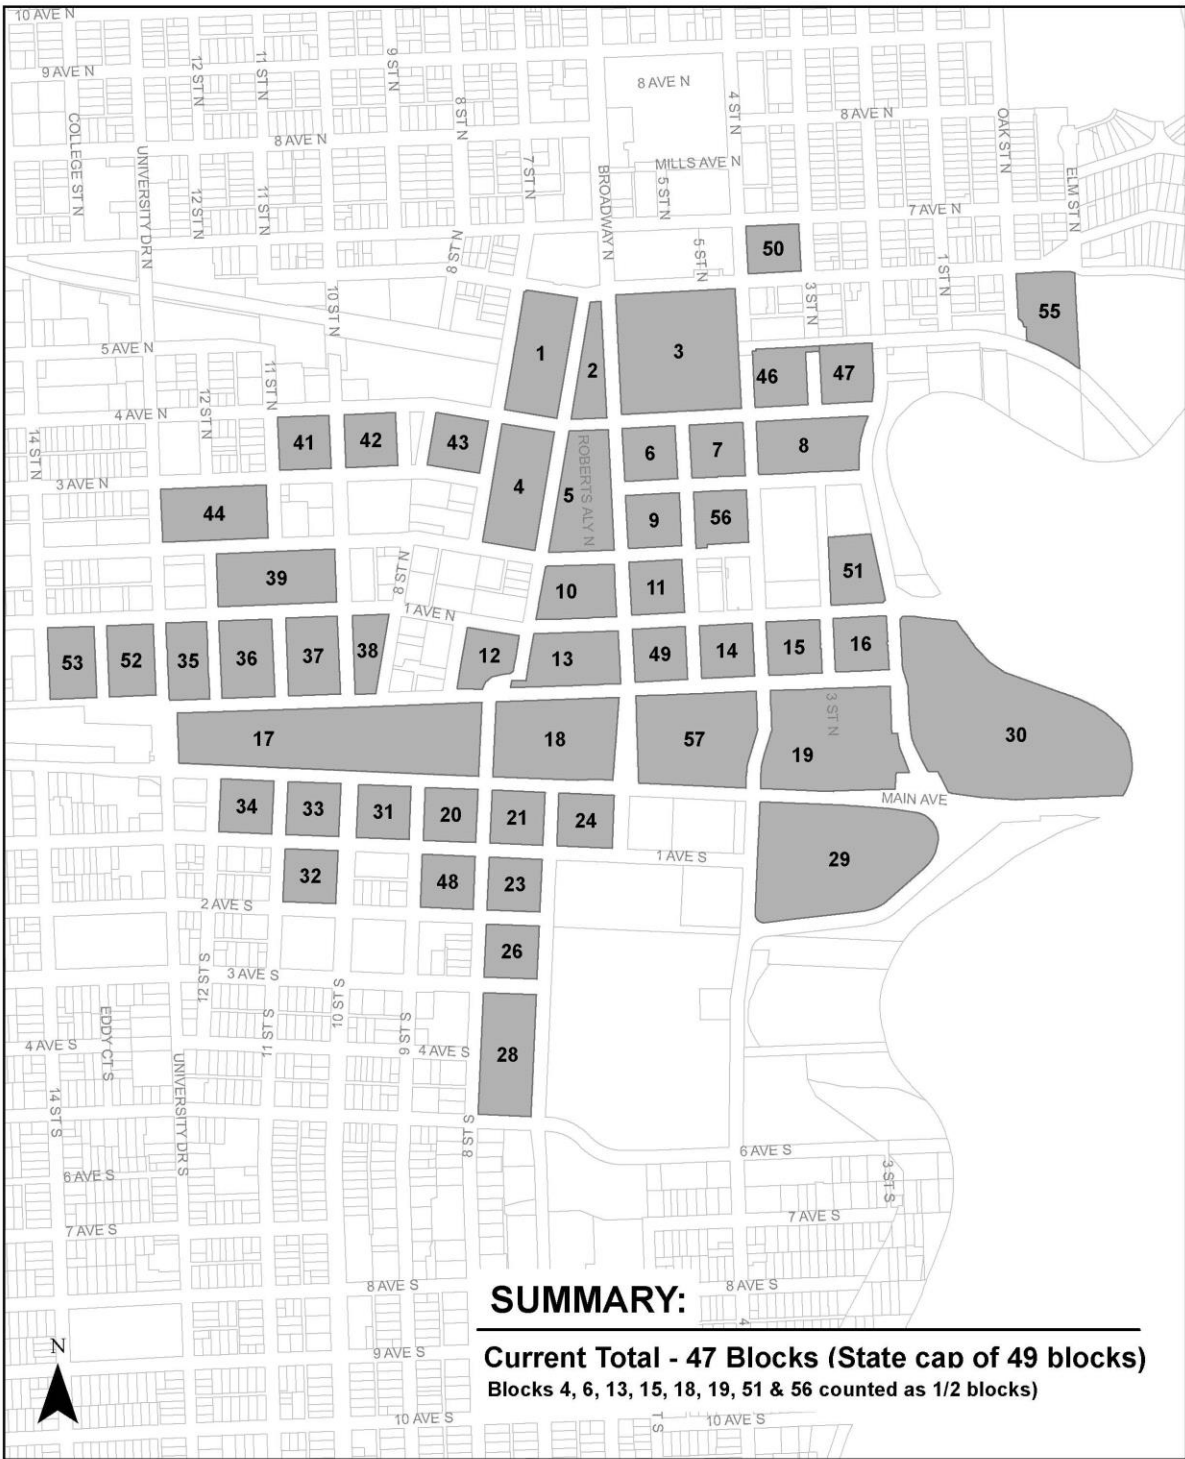 10 AVE N
9 AVE N
12 ST N
11 ST N
9 ST N
8 AVE N
4 ST N
8 ST N
8 AVE N
OAK ST N
COLLEGE ST N
8 AVE N
UNIVERSITY DR N
7 ST N
MILLS AVE N
BROADWAY N
5 ST N
ELM ST N
12 ST N
11 ST N
7 AVE N
8 ST N
5 ST N
50
1 ST N
3 ST N
10 ST N
55
5 AVE N
1
2
3
46
47
11 ST N
12 ST N
4 AVE N
14 ST N
41
42
43
6
7
8
3 AVE N
4
5
ROBERTS ALY N
44
9
56
39
8 ST N
10
11
51
1 AVE N
53
52
35
36
37
38
12
13
49
14
15
16
17
18
57
3 ST N
19
30
MAIN AVE
34
33
31
20
21
24
1 AVE S
29
32
48
23
2 AVE S
26
12 ST S
3 AVE S
10 ST S
EDDY CT S
11 ST S
9 ST S
4 AVE S
4 AVE S
28
14 ST S
UNIVERSITY DR S
8 ST S
6 AVE S
6 AVE S
3 ST S
7 AVE S
7 AVE S
8 AVE S
8 AVE S
SUMMARY:
4
N
9 AVE S
Current Total - 47 Blocks (State cap of 49 blocks)
Blocks 4, 6, 13, 15, 18, 19, 51 & 56 counted as 1/2 blocks)
10 AVE S
T S
10 AVE S